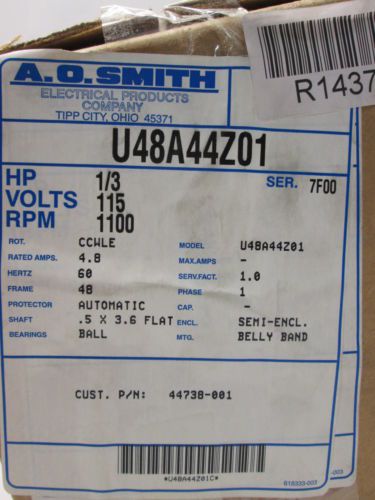 R1437
A.O.SMITH
ELECTRICAL PRODUCTS
COMPANY
TIPP CITY, OHIO 45371
U48A44Z01
HP 1/3 SER. 7F00
VOLTS 115
RPM 1100
ROT. CCWLE MODEL U48A44Z01
RATED AMPS. 4.8 MAX.AMPS -
HERTZ 60 SERV.FACT. 1.0
FRAME 48 PHASE 1
PROTECTOR AUTOMATIC CAP. -
SHAFT .5 X 3.6 FLAT ENCL. SEMI-ENCL.
BEARINGS BALL MTG. BELLY BAND
CUST. P/N: 44738-001
*U48A44Z01C*
618333-003
-003